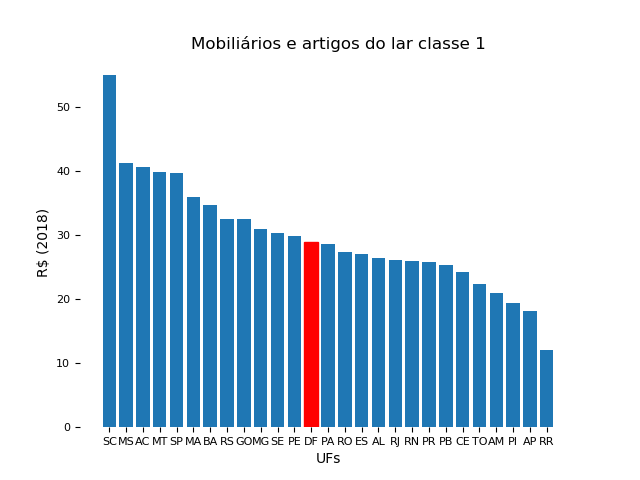 Mobiliários e artigos do lar classe 1
R$ (2018)
50
40
30
20
10
0
SC MS AC MT SP MA BA RS GO MG SE PE DF PA RO ES AL RJ RN PR PB CE TO AM PI AP RR
UFs